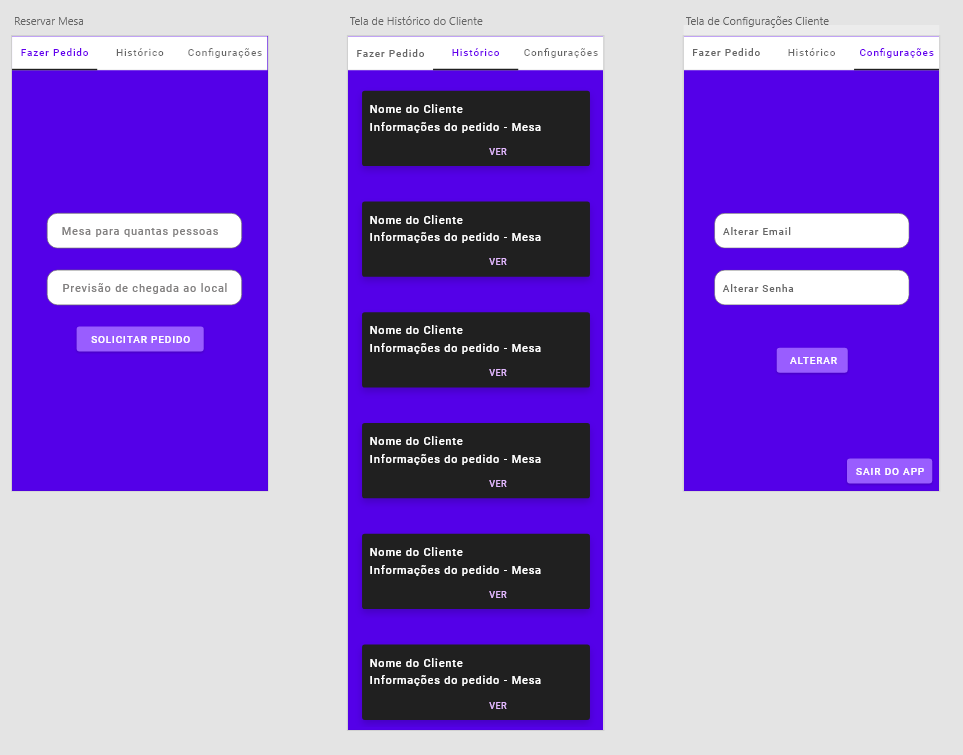 Reservar Mesa
Fazer Pedido Histórico Configurações
Mesa para quantas pessoas
Previsão de chegada ao local
SOLICITAR PEDIDO
Tela de Histórico do Cliente
Fazer Pedido Histórico Configurações
Nome do Cliente
Informações do pedido - Mesa
VER
Nome do Cliente
Informações do pedido - Mesa
VER
Nome do Cliente
Informações do pedido - Mesa
VER
Nome do Cliente
Informações do pedido - Mesa
VER
Nome do Cliente
Informações do pedido - Mesa
VER
Nome do Cliente
Informações do pedido - Mesa
VER
Tela de Configurações Cliente
Fazer Pedido Histórico Configurações
Alterar Email
Alterar Senha
ALTERAR
SAIR DO APP